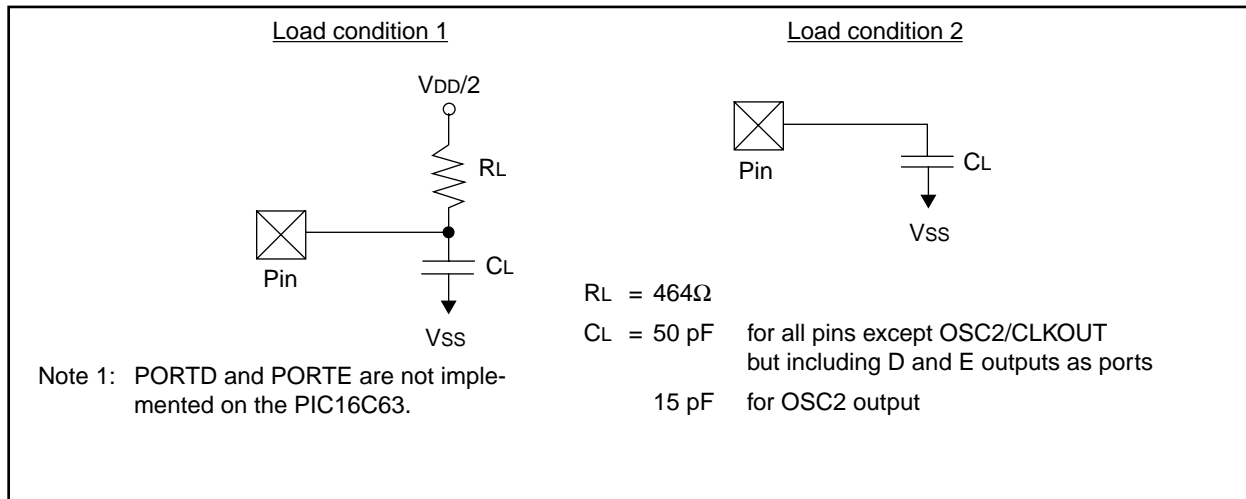 Load condition 1
VDD/2
RL
Pin
CL
VSS
Load condition 2
Pin
CL
VSS
RL = 464Ω
CL = 50 pF for all pins except OSC2/CLKOUT
but including D and E outputs as ports
15 pF for OSC2 output
Note 1: PORTD and PORTE are not imple-
mented on the PIC16C63.